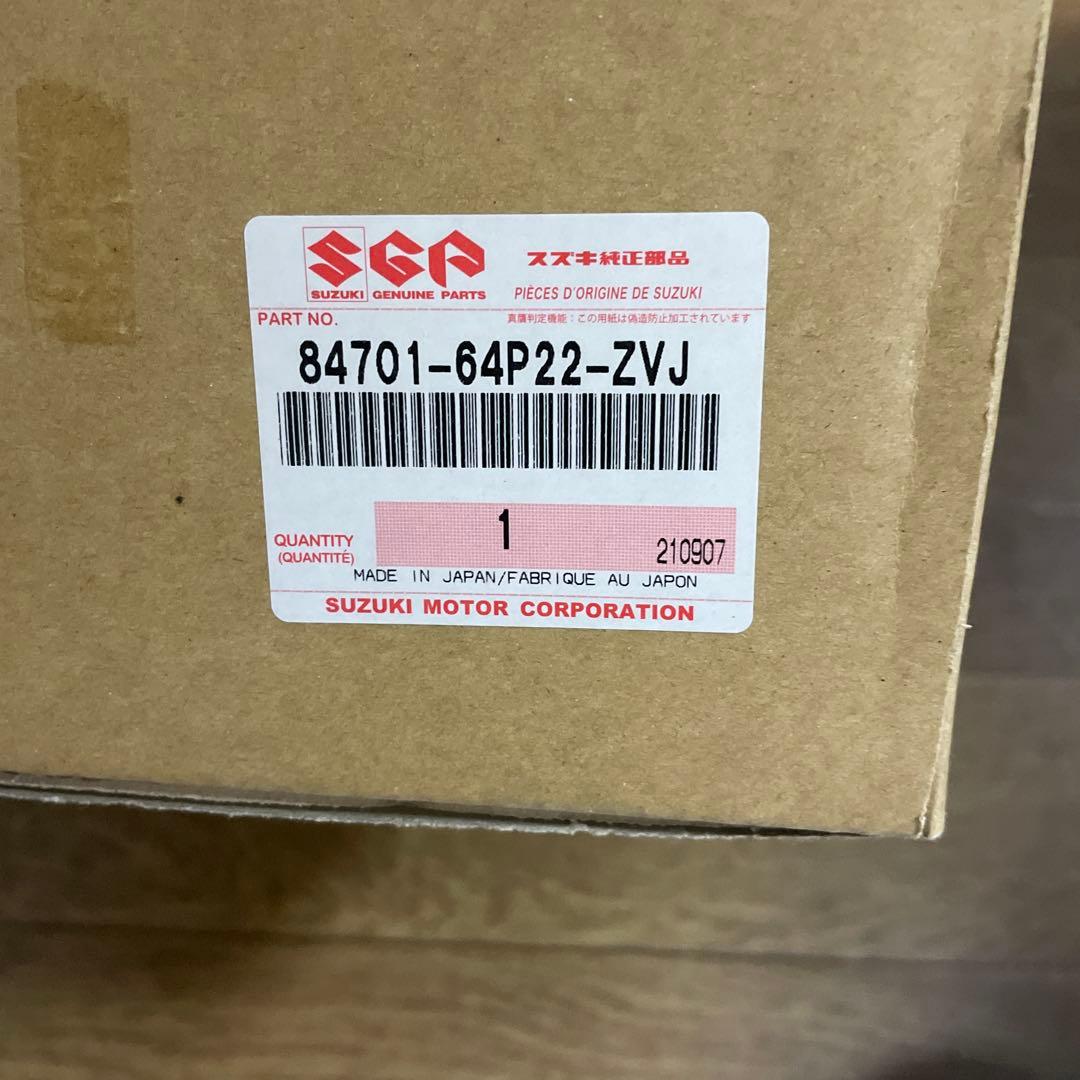 SGP
スズキ純正部品
SUZUKI GENUINE PARTS
PIÈCES D'ORIGINE DE SUZUKI
PART NO.
真贋判定機能：この用紙は偽造防止加工されています
84701-64P22-ZVJ
1
QUANTITY
(QUANTITÉ)
210907
MADE IN JAPAN/FABRIQUE AU JAPON
SUZUKI MOTOR CORPORATION